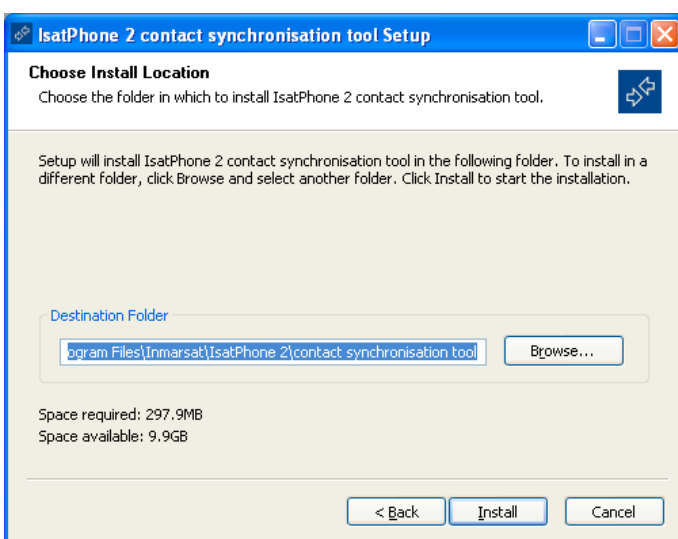 IsatPhone 2 contact synchronisation tool Setup
Choose Install Location
Choose the folder in which to install IsatPhone 2 contact synchronisation tool.
Setup will install IsatPhone 2 contact synchronisation tool in the following folder. To install in a
different folder, click Browse and select another folder. Click Install to start the installation.
Destination Folder
ogram Files\Inmarsat\IsatPhone 2\contact synchronisation tool
Browse...
Space required: 297.9MB
Space available: 9.9GB
< Back
Install
Cancel